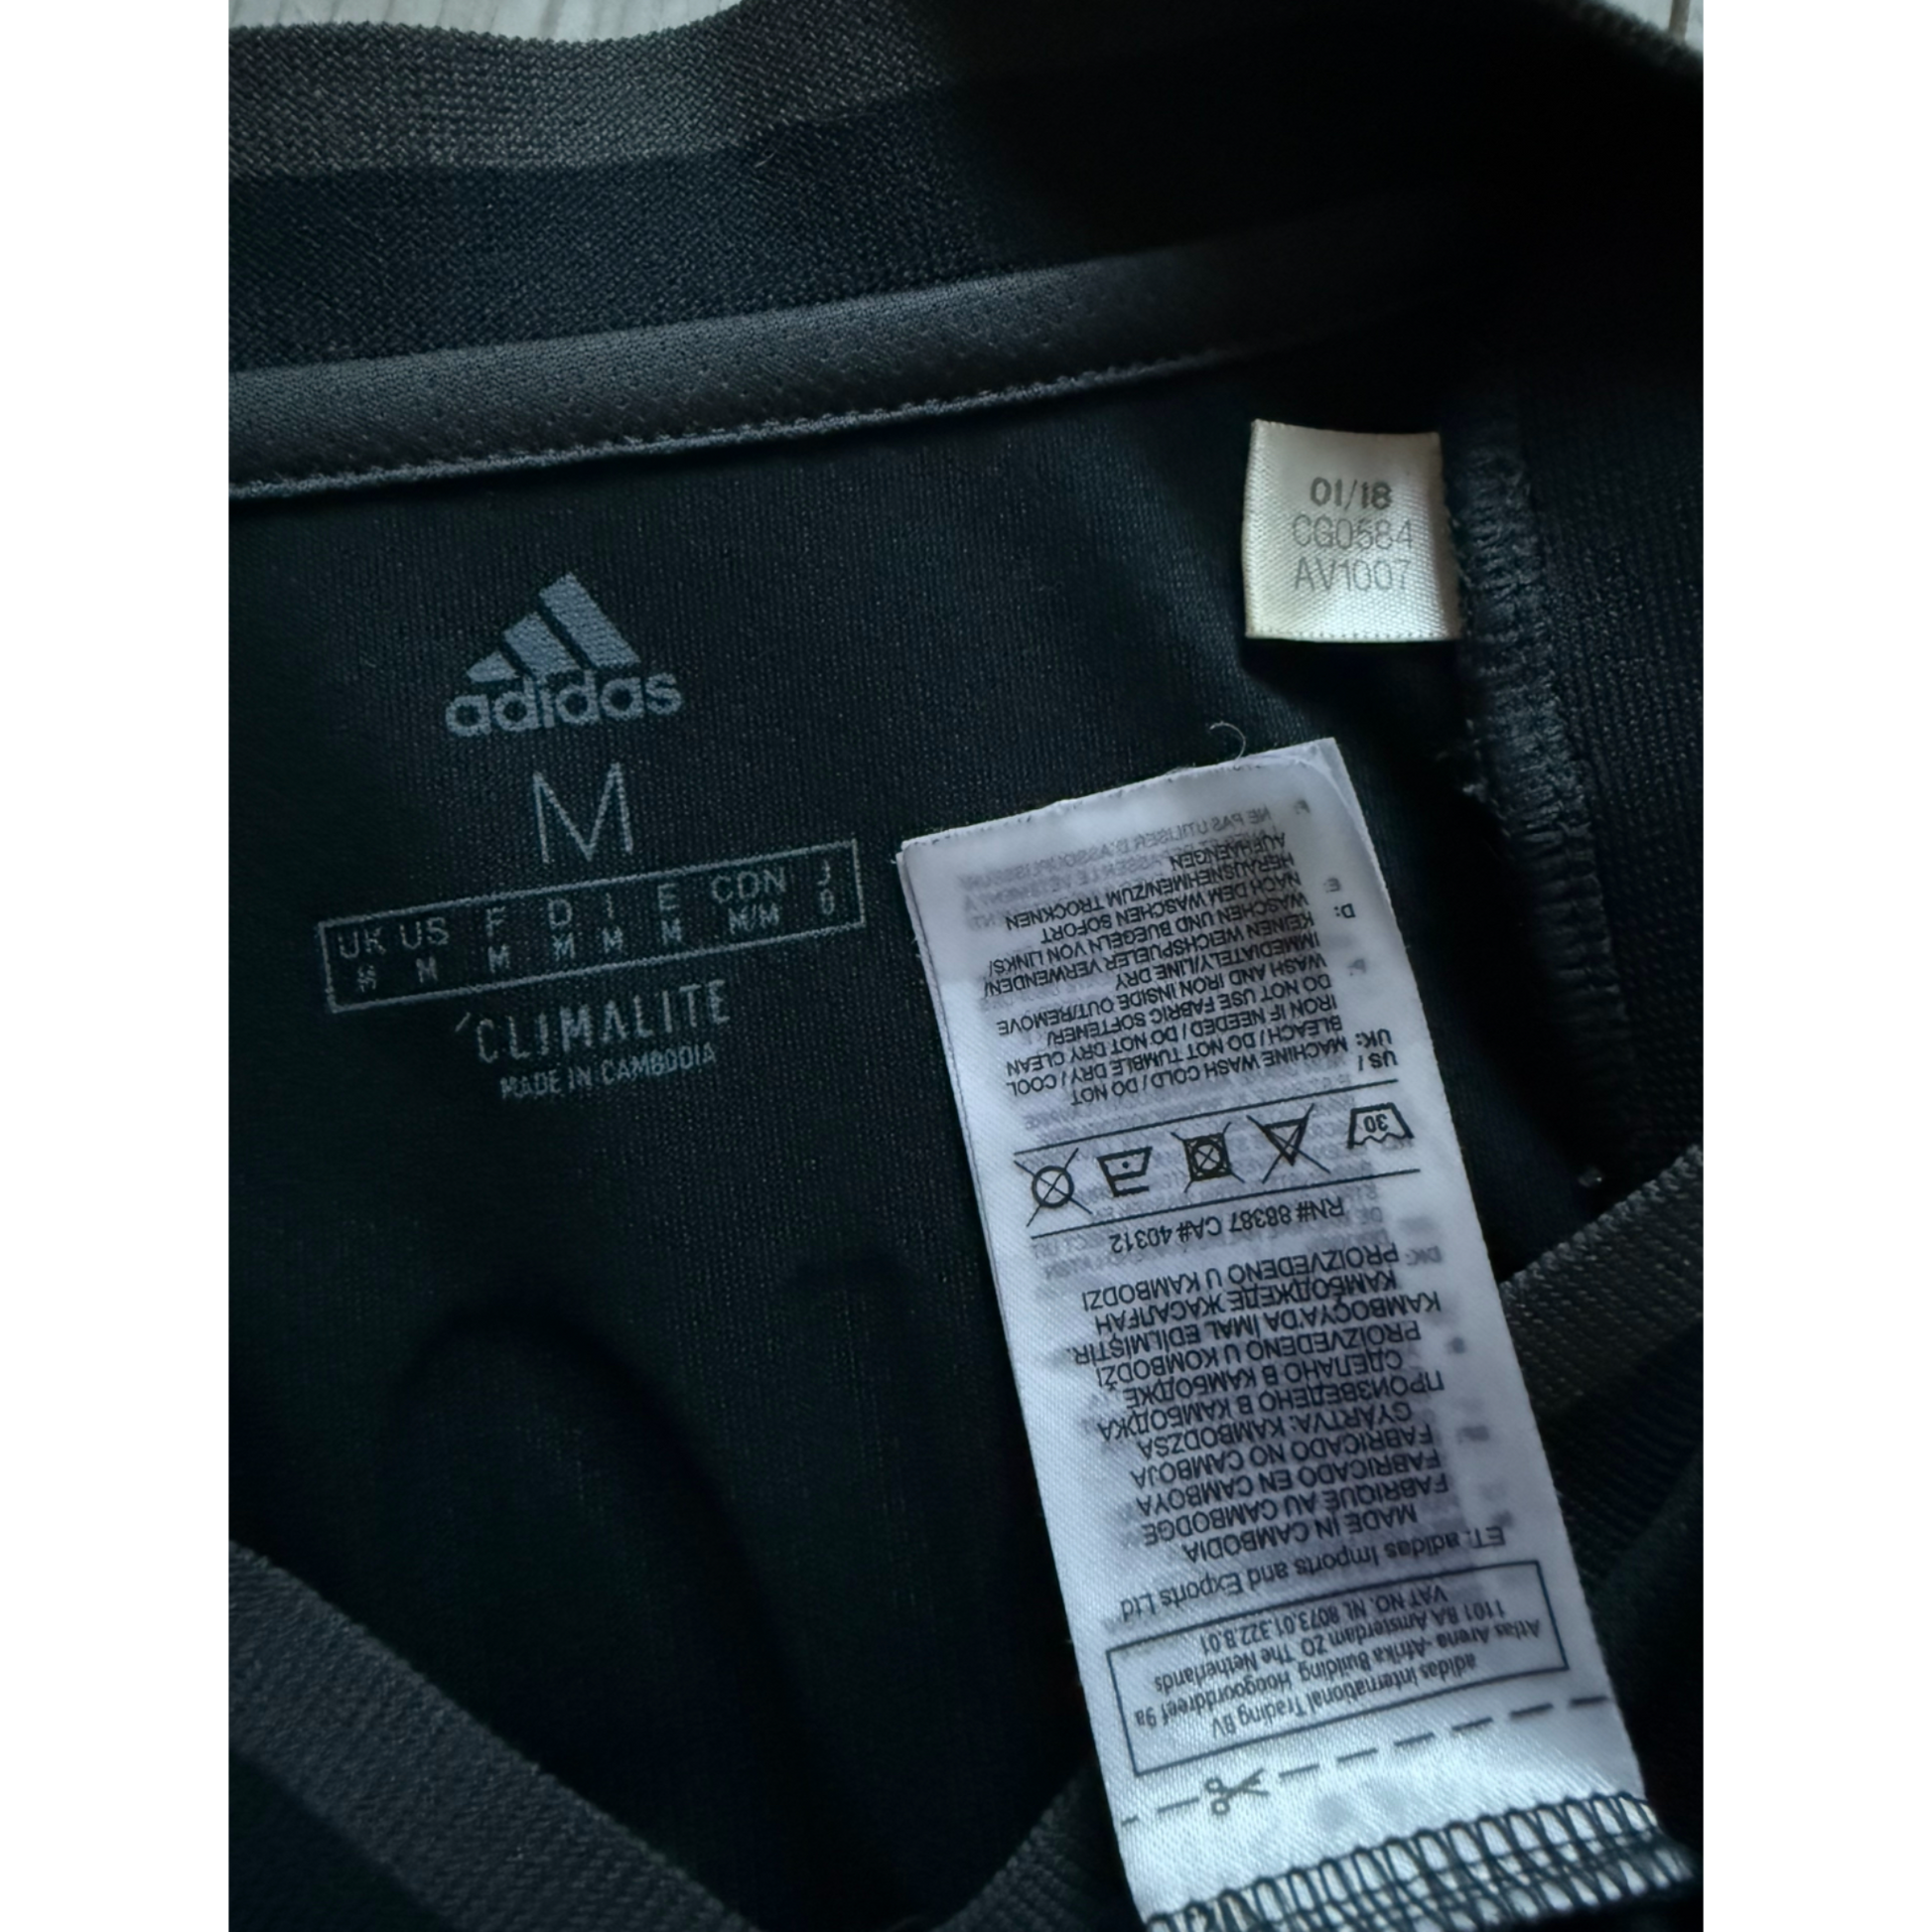 adidas
M
UK US F D I E CDN J
M M M M M M M/M O
CLIMALITE
MADE IN CAMBODIA
01/18
CG0584
AV1007
adidas International Trading BV
Atlas Arena -Afrika Building, Hoogoorddreef 9a
1101 BA Amsterdam ZO The Netherlands
VAT NO. NL 8073.01.322.B.01
ET: adidas Imports and Exports Ltd
MADE IN CAMBODIA
FABRIQUE AU CAMBODGE
FABRICADO EN CAMBOYA
FABRICADO NO CAMBOJA
GYÁRTVA: KAMBODZSA
ПРОИЗВЕДЕНО В КАМБОДЖА
СДЕЛАНО В КАМБОДЖЕ
PROIZVEDENO U KOMBODŽI
KAMBOÇYA'DA İMAL EDİLMİŞTİR.
КАМБОДЖЕДЕ ЖАСАЛҒАН
PROIZVEDENO U KAMBODZI
RN# 88387 CA# 40312
30
US / UK: MACHINE WASH COLD / DO NOT
BLEACH / DO NOT TUMBLE DRY / COOL
IRON IF NEEDED / DO NOT DRY CLEAN
DO NOT USE FABRIC SOFTENER/
WASH AND IRON INSIDE OUT/REMOVE
IMMEDIATELY/LINE DRY
D: KEINEN WEICHSPUELER VERWENDEN/
WASCHEN UND BUEGELN VON LINKS/
NACH DEM WASCHEN SOFORT
HERAUSNEHMEN/ZUM TROCKNEN
AUFHAENGEN